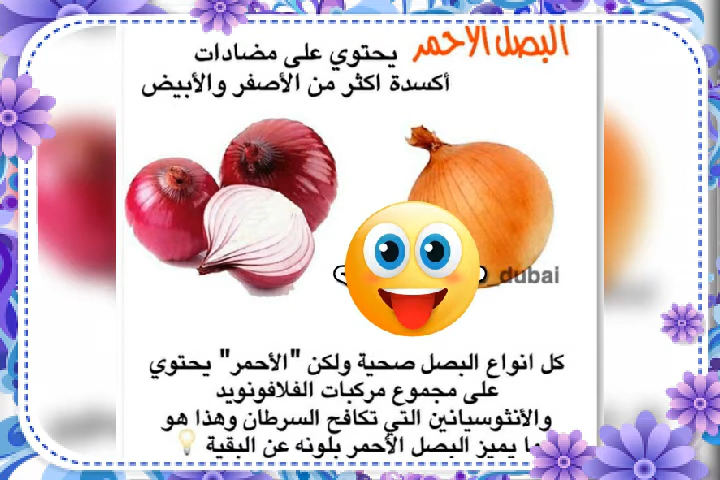 البصل الاحمر يحتوي على مضادات
أكسدة اكثر من الأصفر والأبيض
dubai
كل انواع البصل صحية ولكن "الأحمر" يحتوي
على مجموع مركبات الفلافونويد
والأنثوسيانين التي تكافح السرطان وهذا هو
ما يميز البصل الأحمر بلونه عن البقية